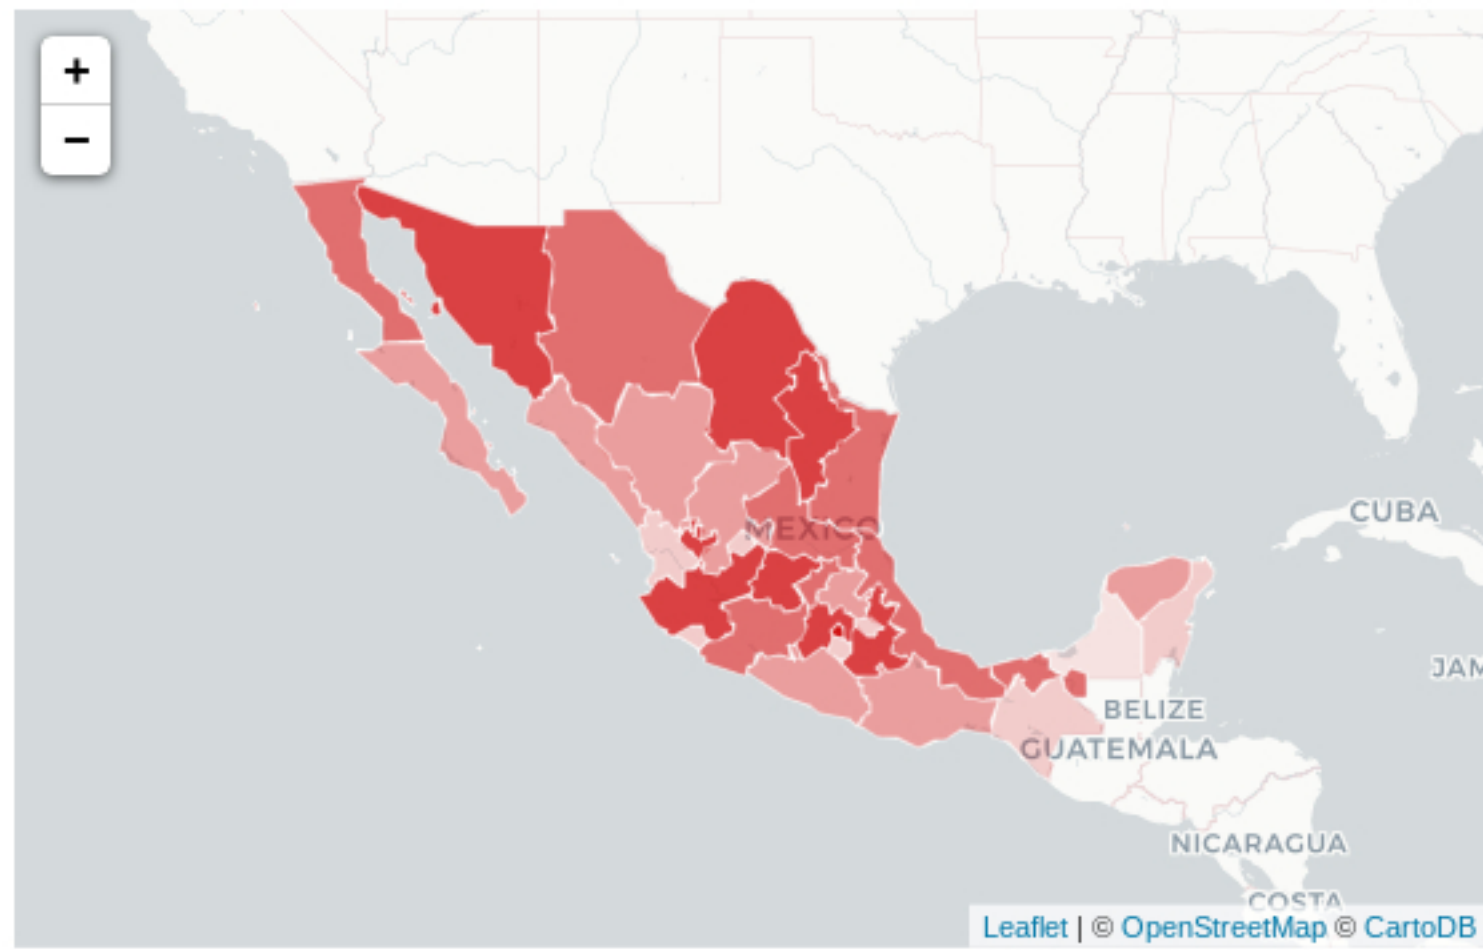 +
−
MEXICO
CUBA
JAM
BELIZE
GUATEMALA
NICARAGUA
COSTA
Leaflet | © OpenStreetMap © CartoDB